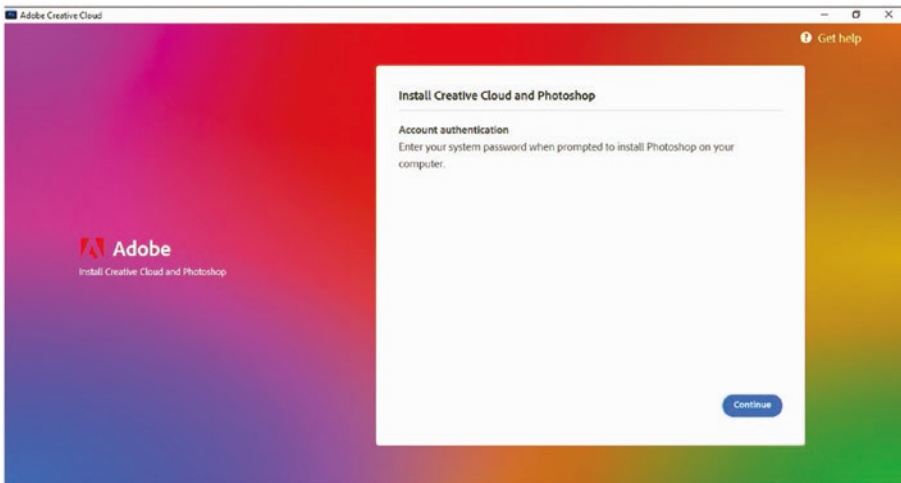 Adobe Creative Cloud
Get help
Install Creative Cloud and Photoshop
Account authentication
Enter your system password when prompted to install Photoshop on your
computer.
Adobe
Install Creative Cloud and Photoshop
Continue